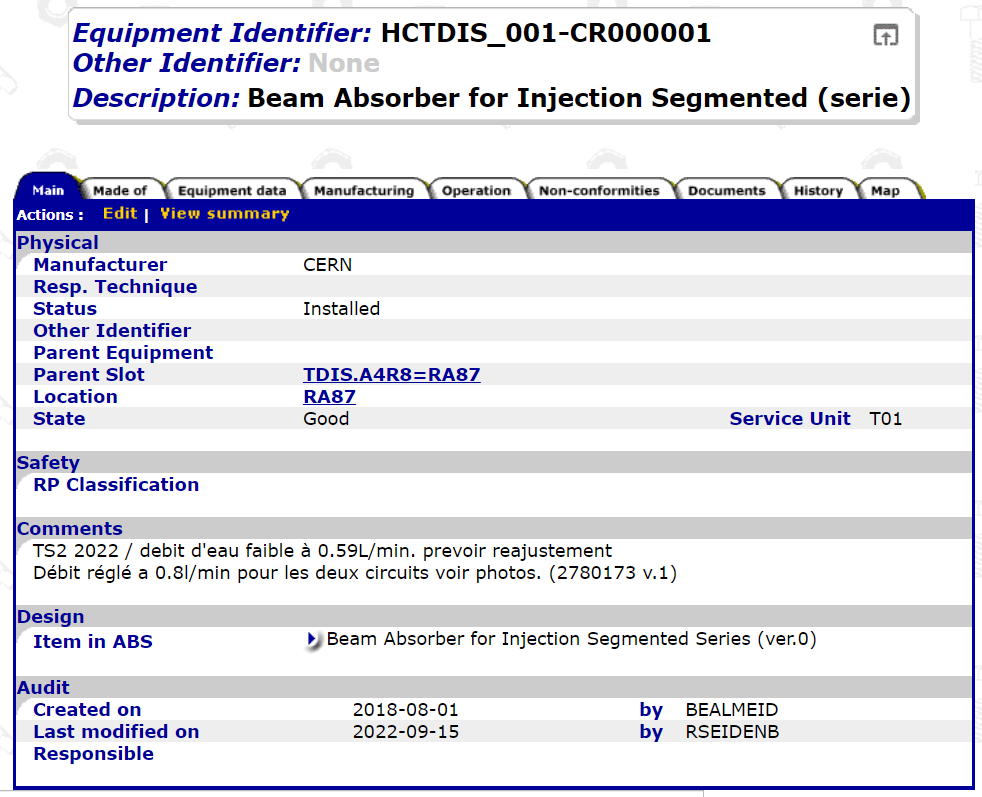 Equipment Identifier: HCTDIS_001-CR000001
Other Identifier: None
Description: Beam Absorber for Injection Segmented (serie)
Main Made of Equipment data Manufacturing Operation Non-conformities Documents History Map
Actions : Edit | View summary
Physical
Manufacturer CERN
Resp. Technique
Status Installed
Other Identifier
Parent Equipment
Parent Slot TDIS.A4R8=RA87
Location RA87
State Good Service Unit T01
Safety
RP Classification
Comments
TS2 2022 / debit d'eau faible à 0.59L/min. prevoir reajustement
Débit réglé a 0.8l/min pour les deux circuits voir photos. (2780173 v.1)
Design
Item in ABS Beam Absorber for Injection Segmented Series (ver.0)
Audit
Created on 2018-08-01 by BEALMEID
Last modified on 2022-09-15 by RSEIDENB
Responsible